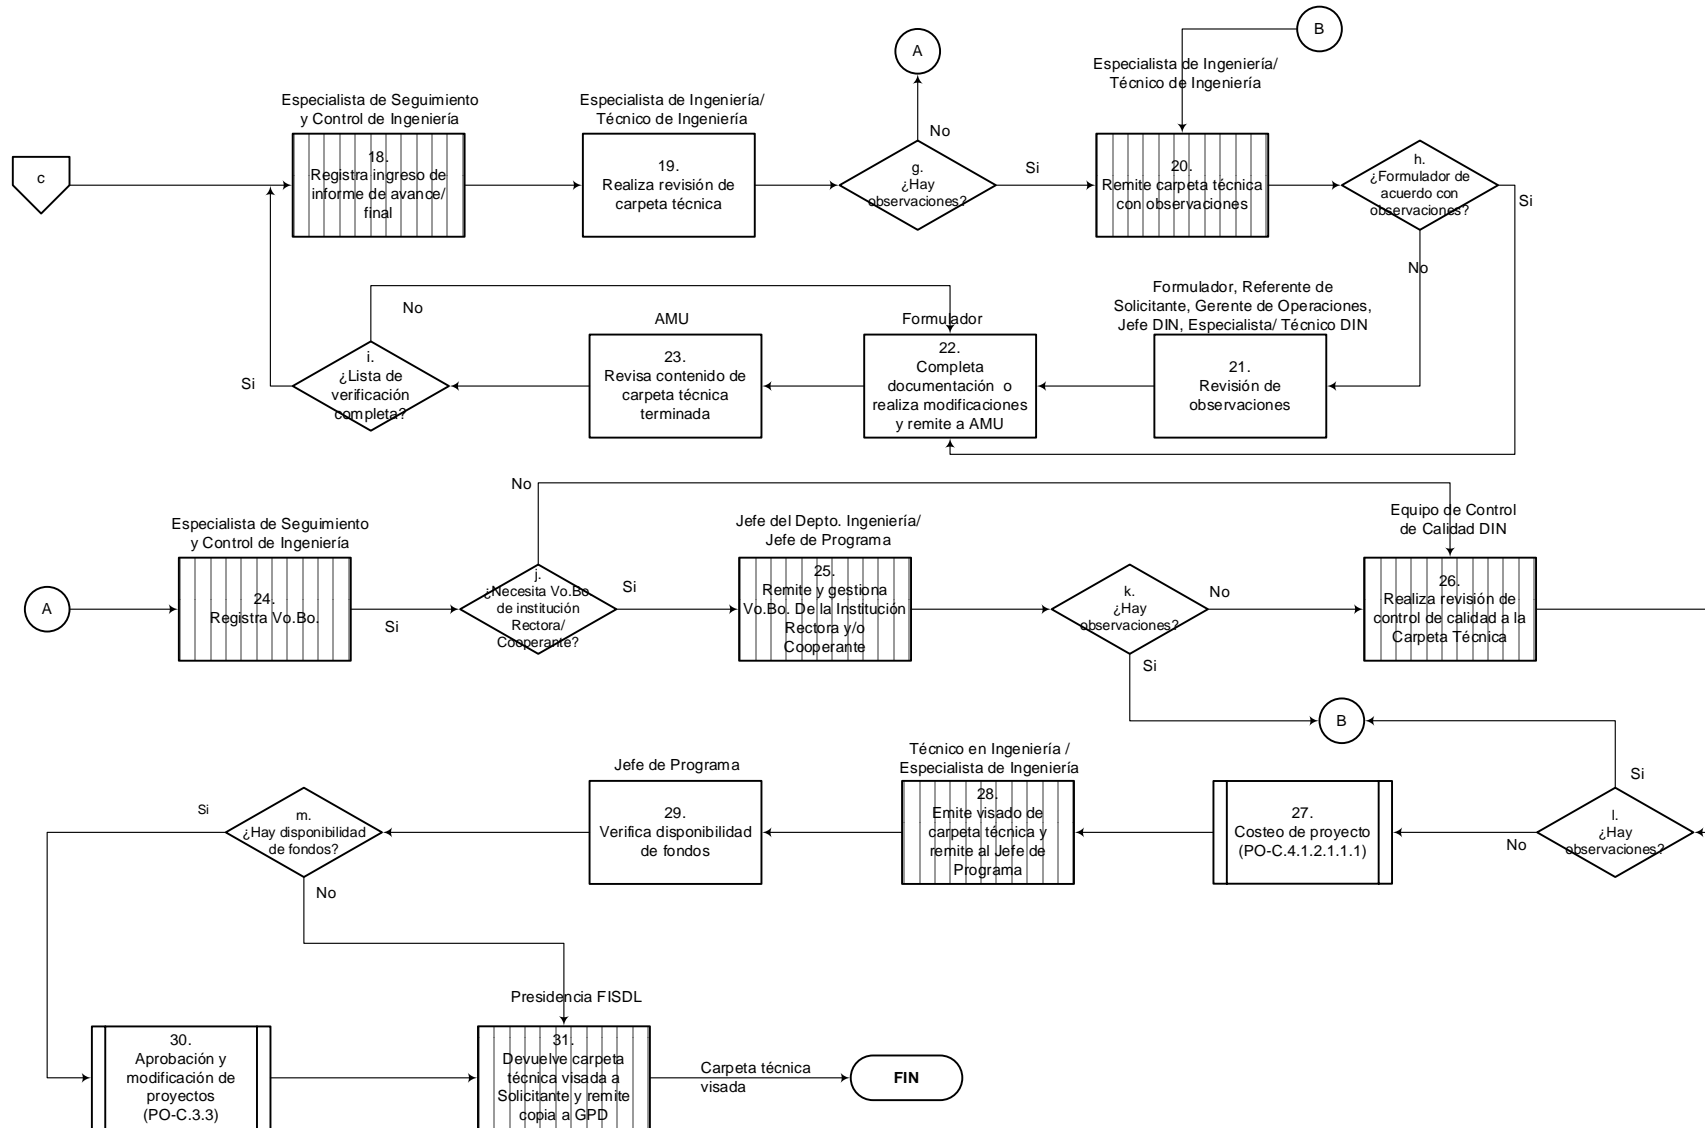 B
A
Especialista de Ingeniería/
Técnico de Ingeniería
Especialista de Seguimiento
y Control de Ingeniería
Especialista de Ingeniería/
Técnico de Ingeniería
No
c
18.
Registra ingreso de
informe de avance/
final
19.
Realiza revisión de
carpeta técnica
g.
¿Hay
observaciones?
Si
20.
Remite carpeta técnica
con observaciones
h.
¿Formulador de
acuerdo con
observaciones?
Si
No
No
AMU
Formulador
Formulador, Referente de
Solicitante, Gerente de Operaciones,
Jefe DIN, Especialista/ Técnico DIN
Si
i.
¿Lista de
verificación
completa?
23.
Revisa contenido de
carpeta técnica
terminada
22.
Completa
documentación o
realiza modificaciones
y remite a AMU
21.
Revisión de
observaciones
No
Especialista de Seguimiento
y Control de Ingeniería
Jefe del Depto. Ingeniería/
Jefe de Programa
Equipo de Control
de Calidad DIN
A
24.
Registra Vo.Bo.
Si
j.
¿Necesita Vo.Bo.
de institución
Rectora/
Cooperante?
Si
25.
Remite y gestiona
Vo.Bo. De la Institución
Rectora y/o
Cooperante
k.
¿Hay
observaciones?
No
26.
Realiza revisión de
control de calidad a la
Carpeta Técnica
Si
B
Si
Jefe de Programa
Técnico en Ingeniería /
Especialista de Ingeniería
Si
m.
¿Hay disponibilidad
de fondos?
29.
Verifica disponibilidad
de fondos
28.
Emite visado de
carpeta técnica y
remite al Jefe de
Programa
27.
Costeo de proyecto
(PO-C.4.1.2.1.1.1)
No
l.
¿Hay
observaciones?
No
Presidencia FISDL
30.
Aprobación y
modificación de
proyectos
(PO-C.3.3)
31.
Devuelve carpeta
técnica visada a
Solicitante y remite
copia a GPD
Carpeta técnica
visada
FIN